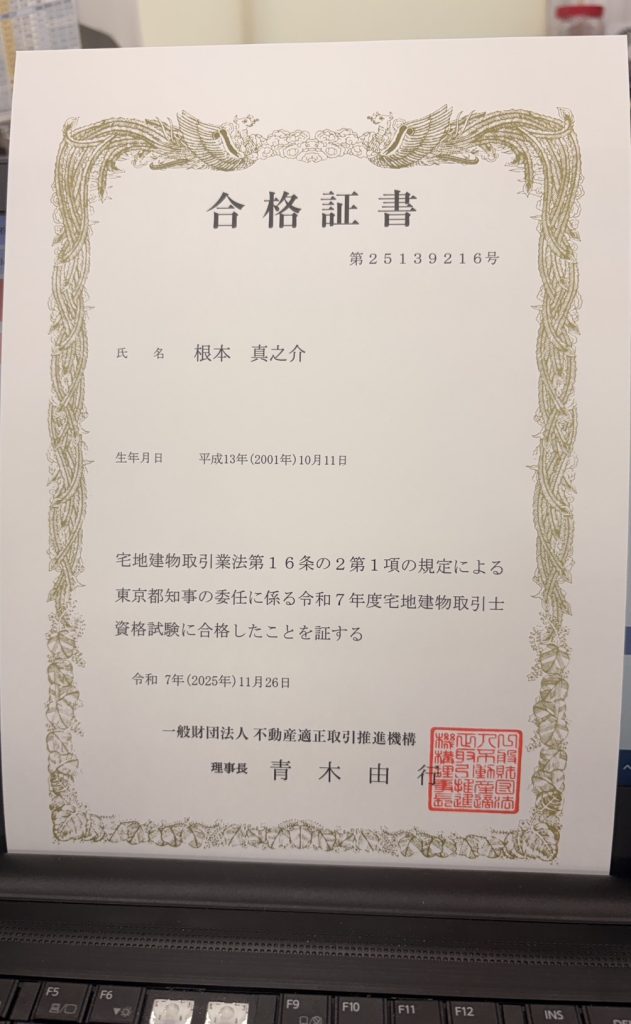 合格証書
第25139216号
氏 名 根本 真之介
生年月日 平成13年(2001年)10月11日
宅地建物取引業法第16条の2第1項の規定による
東京都知事の委任に係る令和7年度宅地建物取引士
資格試験に合格したことを証する
令和 7年(2025年)11月26日
一般財団法人 不動産適正取引推進機構
理事長 青木由行
F5
F6
F9
F10
F11
F12
INS